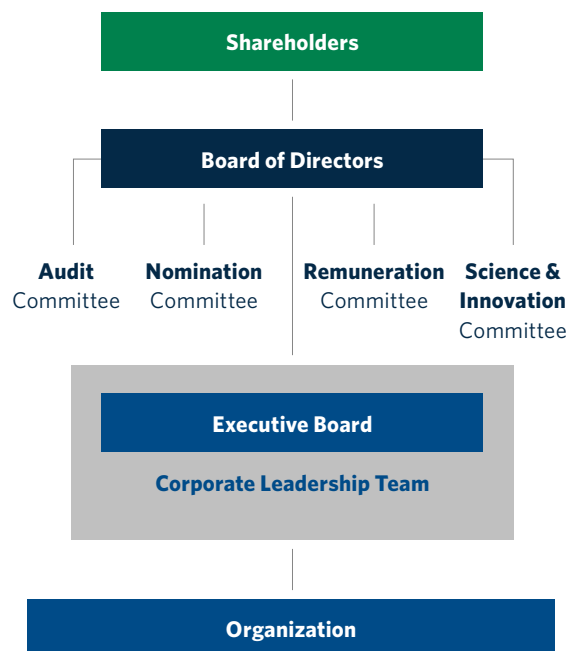 Shareholders
Board of Directors
Audit
Committee
Nomination
Committee
Remuneration
Committee
Science &
Innovation
Committee
Executive Board
Corporate Leadership Team
Organization